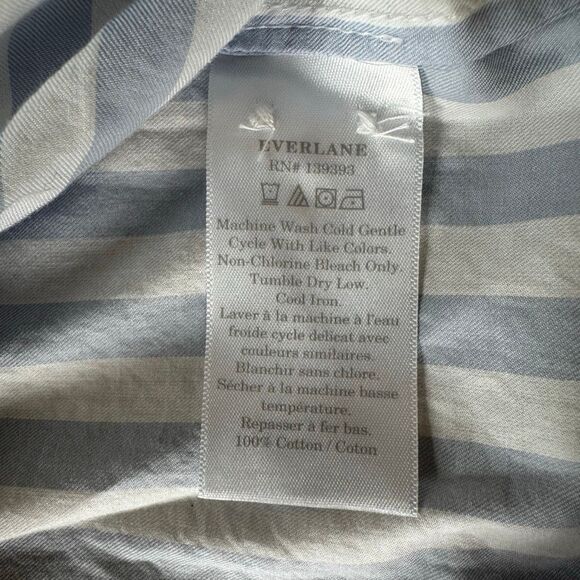 EVERLANE
RN# 139393
Machine Wash Cold Gentle
Cycle With Like Colors.
Non-Chlorine Bleach Only.
Tumble Dry Low.
Cool Iron.
Laver à la machine à l'eau
froide cycle delicat avec
couleurs similaires.
Blanchir sans chlore.
Sécher à la machine basse
température.
Repasser à fer bas.
100% Cotton / Coton